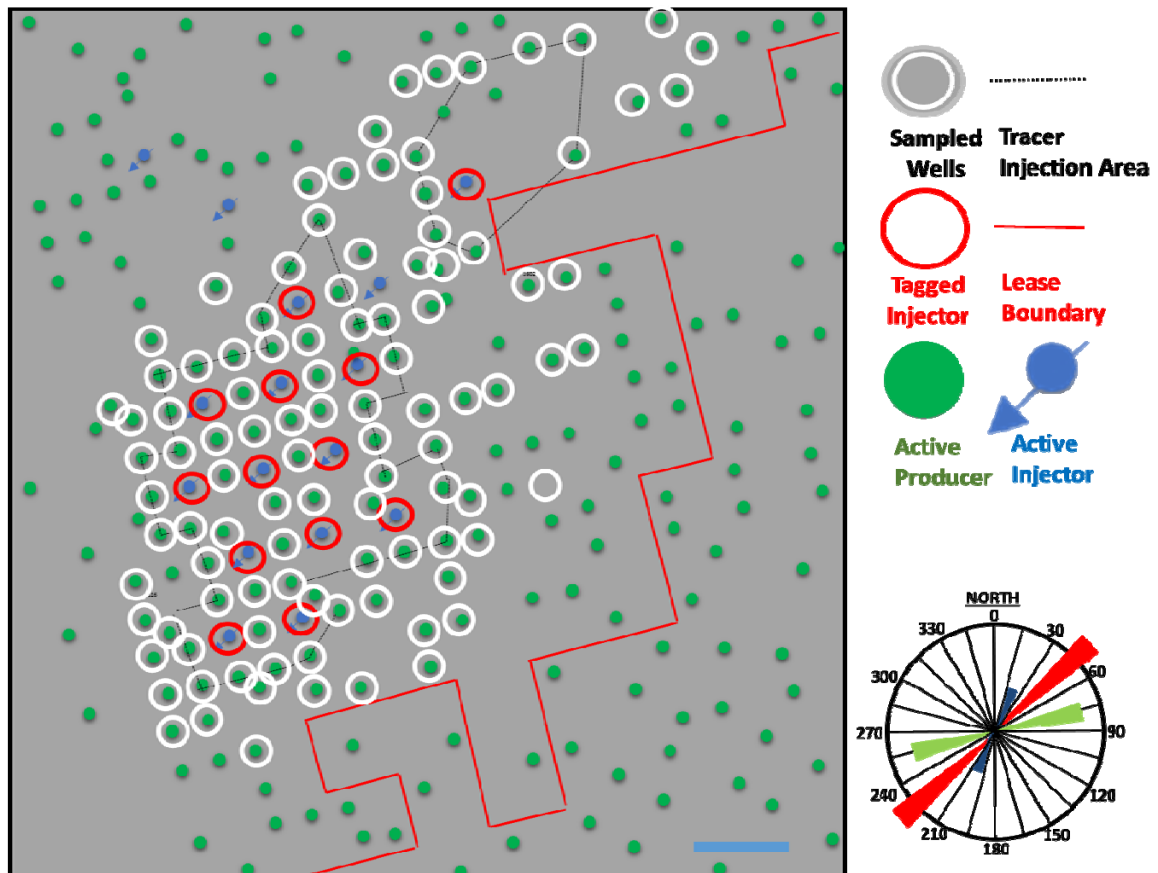 Sampled Wells
Tracer Injection Area
Tagged Injector
Lease Boundary
Active Producer
Active Injector
NORTH
0
30
60
90
120
150
180
210
240
270
300
330